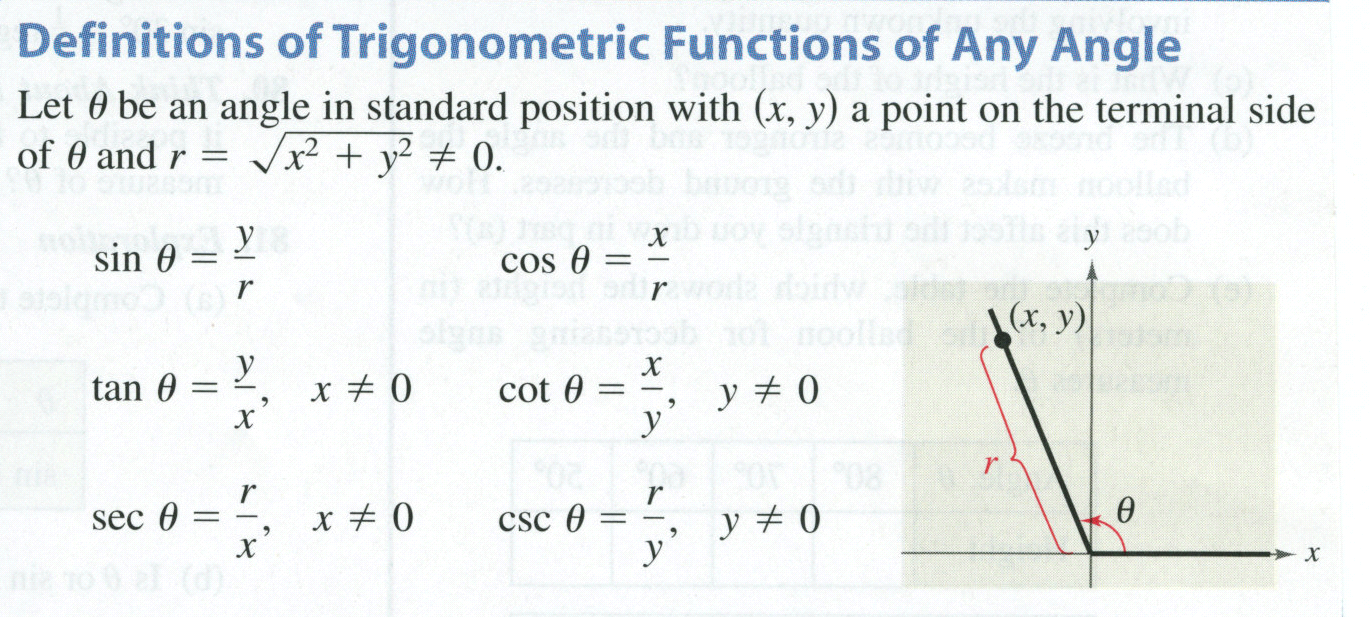 Definitions of Trigonometric Functions of Any Angle
Let θ be an angle in standard position with (x, y) a point on the terminal side
of θ and r = √x² + y² ≠ 0.
sin θ = y/r cos θ = x/r
tan θ = y/x, x ≠ 0 cot θ = x/y, y ≠ 0
sec θ = r/x, x ≠ 0 csc θ = r/y, y ≠ 0
y
(x, y)
r
θ
x